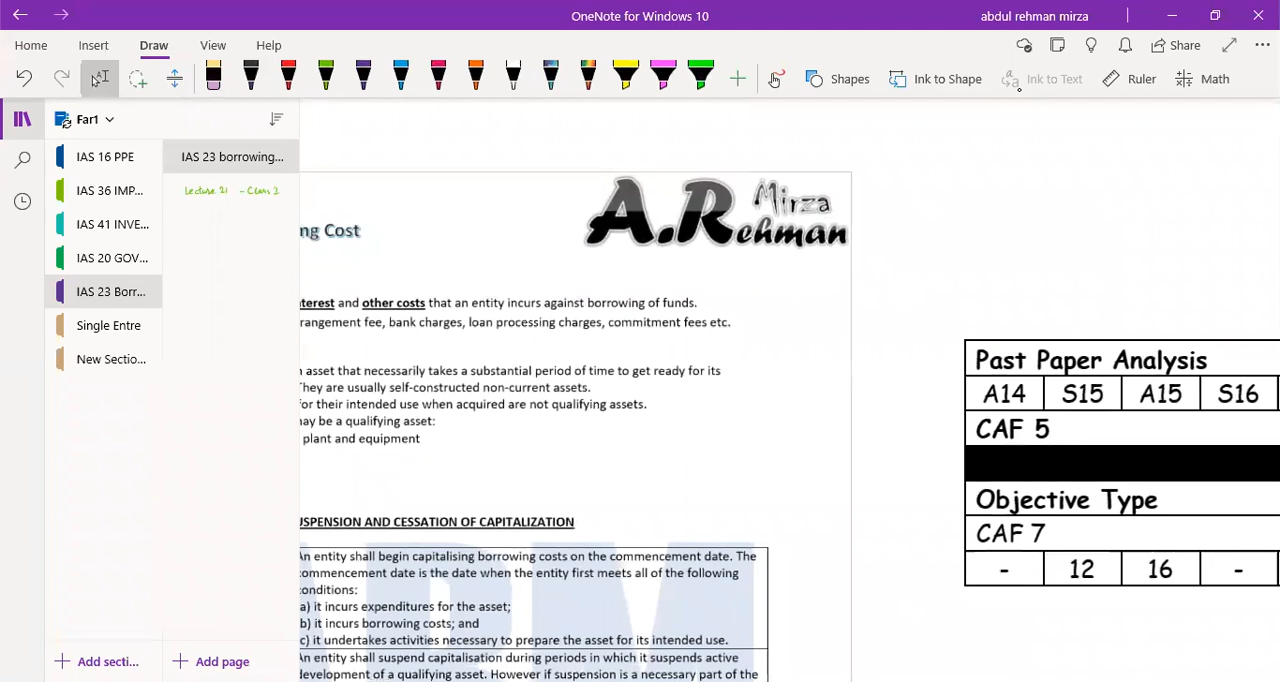 OneNote for Windows 10
abdul rehman mirza
Home Insert Draw View Help
Share
Shapes Ink to Shape Ink to Text Ruler Math
Far1
IAS 16 PPE
IAS 36 IMP...
IAS 41 INVE...
IAS 20 GOV...
IAS 23 Borr...
Single Entre
New Sectio...
Add secti...
IAS 23 borrowing...
Lecture 21 - Class 2
Add page
ng Cost
A.Rehman Mirza
terest and other costs that an entity incurs against borrowing of funds.
rangement fee, bank charges, loan processing charges, commitment fees etc.
n asset that necessarily takes a substantial period of time to get ready for its
They are usually self-constructed non-current assets.
for their intended use when acquired are not qualifying assets.
may be a qualifying asset:
plant and equipment
USPENSION AND CESSATION OF CAPITALIZATION
An entity shall begin capitalising borrowing costs on the commencement date. The
commencement date is the date when the entity first meets all of the following
conditions:
a) it incurs expenditures for the asset;
b) it incurs borrowing costs; and
c) it undertakes activities necessary to prepare the asset for its intended use.
An entity shall suspend capitalisation during periods in which it suspends active
development of a qualifying asset. However if suspension is a necessary part of the
Past Paper Analysis
A14 S15 A15 S16
CAF 5
Objective Type
CAF 7
- 12 16 -